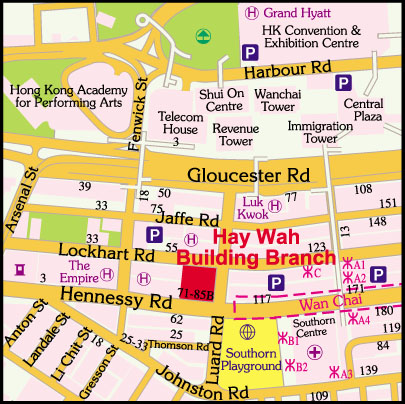 Grand Hyatt
HK Convention &
Exhibition Centre
Harbour Rd
Hong Kong Academy
for Performing Arts
Fenwick St
Shui On
Centre
Wanchai
Tower
Central
Plaza
Telecom
House
3
Revenue
Tower
Immigration
Tower
Gloucester Rd
Arsenal St
39
18
50
77
108
33
75
Luk
Kwok
151
Jaffe Rd
13
148
33
P
55
Hay Wah
123
Lockhart Rd
Building Branch
C
A1
A2
3
The
Empire
71-85B
117
171
Hennessy Rd
Wan Chai
180
Anton St
62
Southorn
Centre
A4
Landale St
25
B1
84
Li Chit St
18
25-33
Thomson Rd
Luard Rd
Southorn
Playground
B2
A3
119
139
Gresson St
Johnston Rd